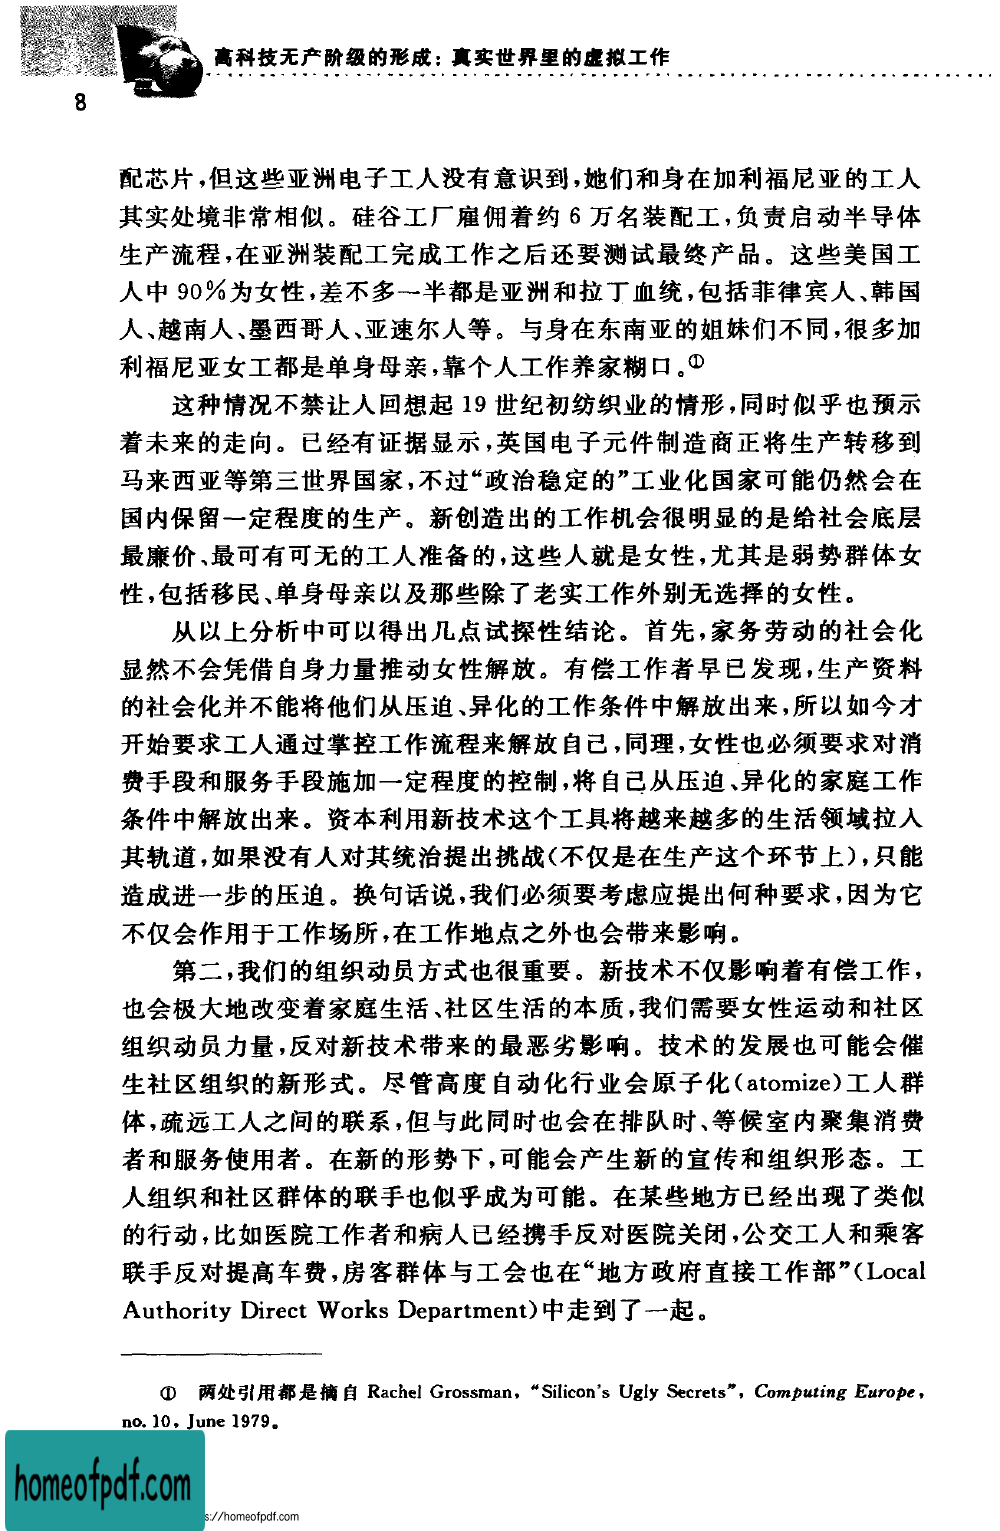 高科技无产阶级的形成：真实世界里的虚拟工作
8
配芯片,但这些亚洲电子工人没有意识到,她们和身在加利福尼亚的工人
其实处境非常相似。硅谷工厂雇佣着约 6 万名装配工,负责启动半导体
生产流程,在亚洲装配工完成工作之后还要测试最终产品。这些美国工
人中 90%为女性,差不多一半都是亚洲和拉丁血统,包括菲律宾人、韩国
人、越南人、墨西哥人、亚速尔人等。与身在东南亚的姐妹们不同,很多加
利福尼亚女工都是单身母亲,靠个人工作养家糊口。①
这种情况不禁让人回想起 19 世纪初纺织业的情形,同时似乎也预示
着未来的走向。已经有证据显示,英国电子元件制造商正将生产转移到
马来西亚等第三世界国家,不过“政治稳定的”工业化国家可能仍然会在
国内保留一定程度的生产。新创造出的工作机会很明显的是给社会底层
最廉价、最可有可无的工人准备的,这些人就是女性,尤其是弱势群体女
性,包括移民、单身母亲以及那些除了老实工作外别无选择的女性。
从以上分析中可以得出几点试探性结论。首先,家务劳动的社会化
显然不会凭借自身力量推动女性解放。有偿工作者早已发现,生产资料
的社会化并不能将他们从压迫、异化的工作条件中解放出来,所以如今才
开始要求工人通过掌控工作流程来解放自己,同理,女性也必须要求对消
费手段和服务手段施加一定程度的控制,将自己从压迫、异化的家庭工作
条件中解放出来。资本利用新技术这个工具将越来越多的生活领域拉入
其轨道,如果没有人对其统治提出挑战(不仅是在生产这个环节上),只能
造成进一步的压迫。换句话说,我们必须要考虑应提出何种要求,因为它
不仅会作用于工作场所,在工作地点之外也会带来影响。
第二,我们的组织动员方式也很重要。新技术不仅影响着有偿工作,
也会极大地改变着家庭生活、社区生活的本质,我们需要女性运动和社区
组织动员力量,反对新技术带来的最恶劣影响。技术的发展也可能会催
生社区组织的新形式。尽管高度自动化行业会原子化(atomize)工人群
体,疏远工人之间的联系,但与此同时也会在排队时、等候室内聚集消费
者和服务使用者。在新的形势下,可能会产生新的宣传和组织形态。工
人组织和社区群体的联手也似乎成为可能。在某些地方已经出现了类似
的行动,比如医院工作者和病人已经携手反对医院关闭,公交工人和乘客
联手反对提高车费,房客群体与工会也在“地方政府直接工作部”(Local
Authority Direct Works Department)中走到了一起。
① 两处引用都是摘自 Rachel Grossman, “Silicon's Ugly Secrets”, Computing Europe,
no. 10, June 1979。
homeofpdf.com
s://homeofpdf.com